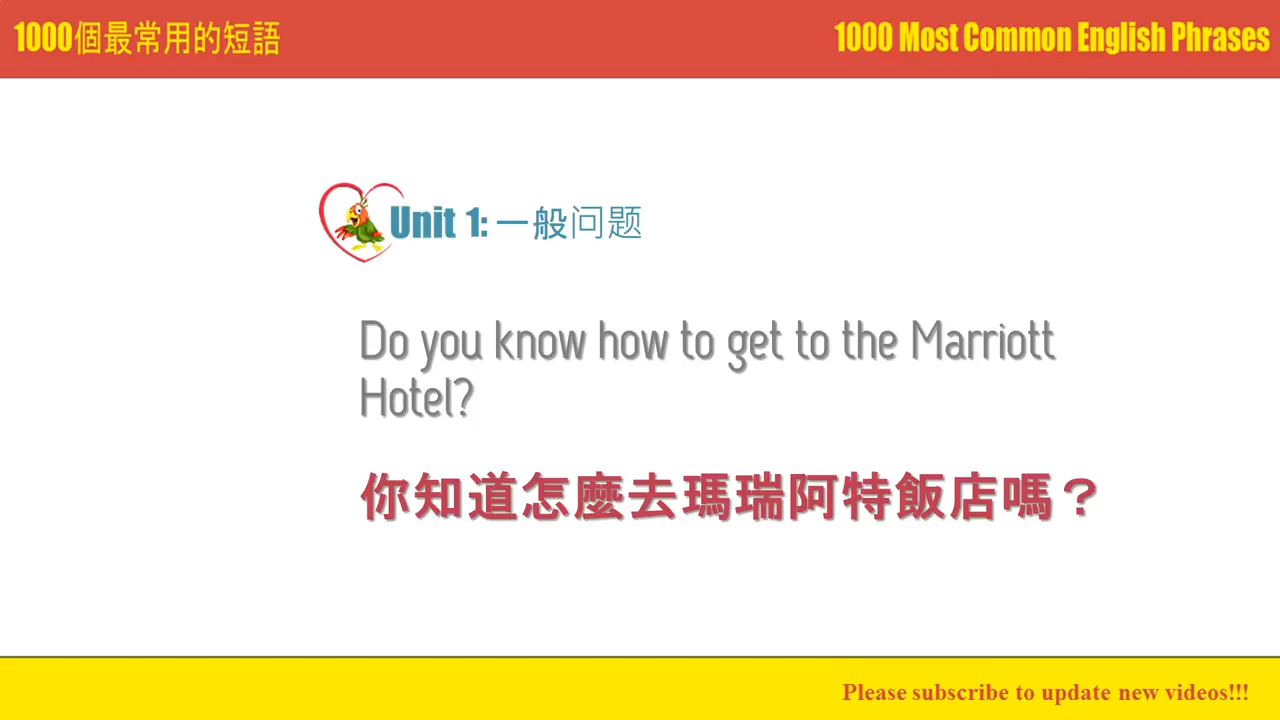 1000個最常用的短語
1000 Most Common English Phrases
Unit 1: 一般问题
Do you know how to get to the Marriott
Hotel?
你知道怎麼去瑪瑞阿特飯店嗎？
Please subscribe to update new videos!!!